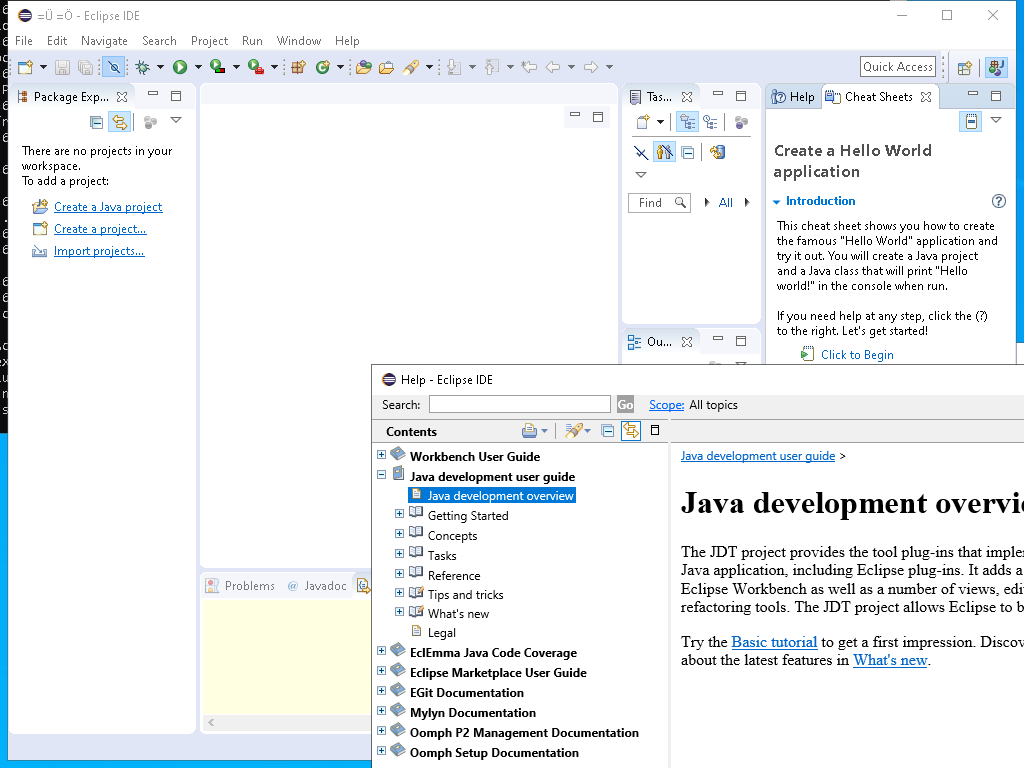 =Ü =Ö - Eclipse IDE
File Edit Navigate Search Project Run Window Help
Quick Access
Package Exp...
There are no projects in your
workspace.
To add a project:
Create a Java project
Create a project...
Import projects...
Tas...
Find
All
Ou...
Help
Cheat Sheets
Create a Hello World
application
Introduction
This cheat sheet shows you how to create
the famous "Hello World" application and
try it out. You will create a Java project
and a Java class that will print "Hello
world!" in the console when run.
If you need help at any step, click the (?)
to the right. Let's get started!
Click to Begin
Problems
@ Javadoc
Help - Eclipse IDE
Search:
Go
Scope: All topics
Contents
Workbench User Guide
Java development user guide
Java development overview
Getting Started
Concepts
Tasks
Reference
Tips and tricks
What's new
Legal
EclEmma Java Code Coverage
Eclipse Marketplace User Guide
EGit Documentation
Mylyn Documentation
Oomph P2 Management Documentation
Oomph Setup Documentation
Java development user guide >
Java development overvi
The JDT project provides the tool plug-ins that imple
Java application, including Eclipse plug-ins. It adds a
Eclipse Workbench as well as a number of views, edi
refactoring tools. The JDT project allows Eclipse to b
Try the Basic tutorial to get a first impression. Discov
about the latest features in What's new.